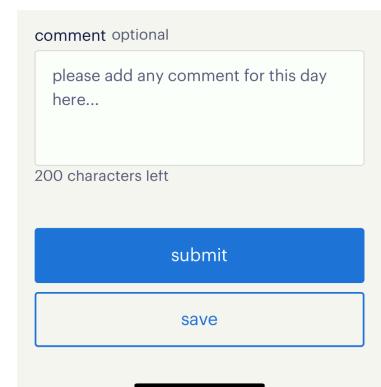 comment optional
please add any comment for this day
here...
200 characters left
submit
save